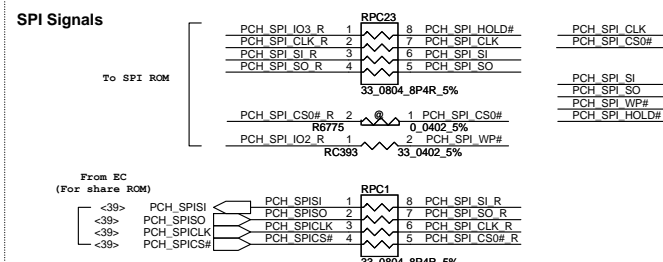 SPI Signals
RPC23
PCH_SPI_IO3_R 1 8 PCH_SPI_HOLD#
PCH_SPI_CLK_R 2 7 PCH_SPI_CLK
PCH_SPI_SI_R 3 6 PCH_SPI_SI
PCH_SPI_SO_R 4 5 PCH_SPI_SO
33_0804_8P4R_5%
To SPI ROM
PCH_SPI_CS0#_R 2 @ 1 PCH_SPI_CS0#
R6775 0_0402_5%
PCH_SPI_IO2_R 1 2 PCH_SPI_WP#
RC393 33_0402_5%
PCH_SPI_CLK
PCH_SPI_CS0#
PCH_SPI_SI
PCH_SPI_SO
PCH_SPI_WP#
PCH_SPI_HOLD#
From EC
(For share ROM)
RPC1
<39> PCH_SPISI PCH_SPISI 1 8 PCH_SPI_SI_R
<39> PCH_SPISO PCH_SPISO 2 7 PCH_SPI_SO_R
<39> PCH_SPICLK PCH_SPICLK 3 6 PCH_SPI_CLK_R
<39> PCH_SPICS# PCH_SPICS# 4 5 PCH_SPI_CS0#_R
33_0804_8P4R_5%